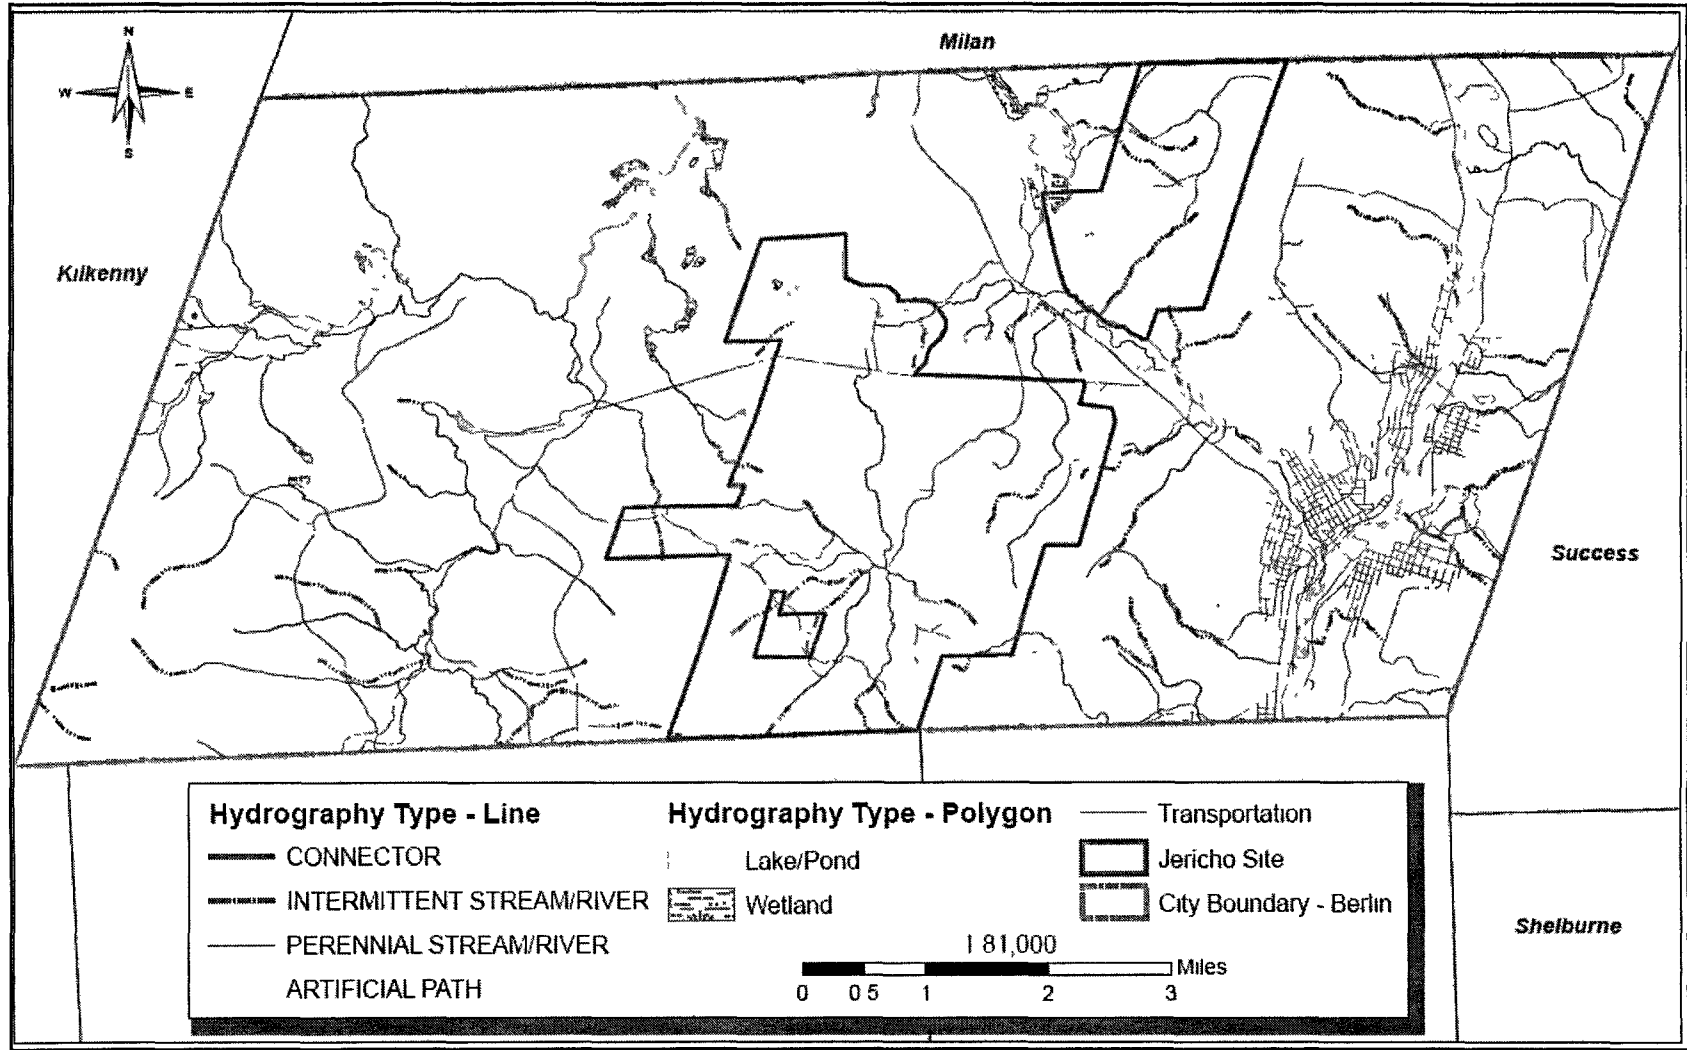 N
W E
S
Milan
Kilkenny
Success
Shelburne
Hydrography Type - Line
CONNECTOR
INTERMITTENT STREAM/RIVER
PERENNIAL STREAM/RIVER
ARTIFICIAL PATH
Hydrography Type - Polygon
Lake/Pond
Wetland
Transportation
Jericho Site
City Boundary - Berlin
1 81,000
Miles
0 0 5 1 2 3